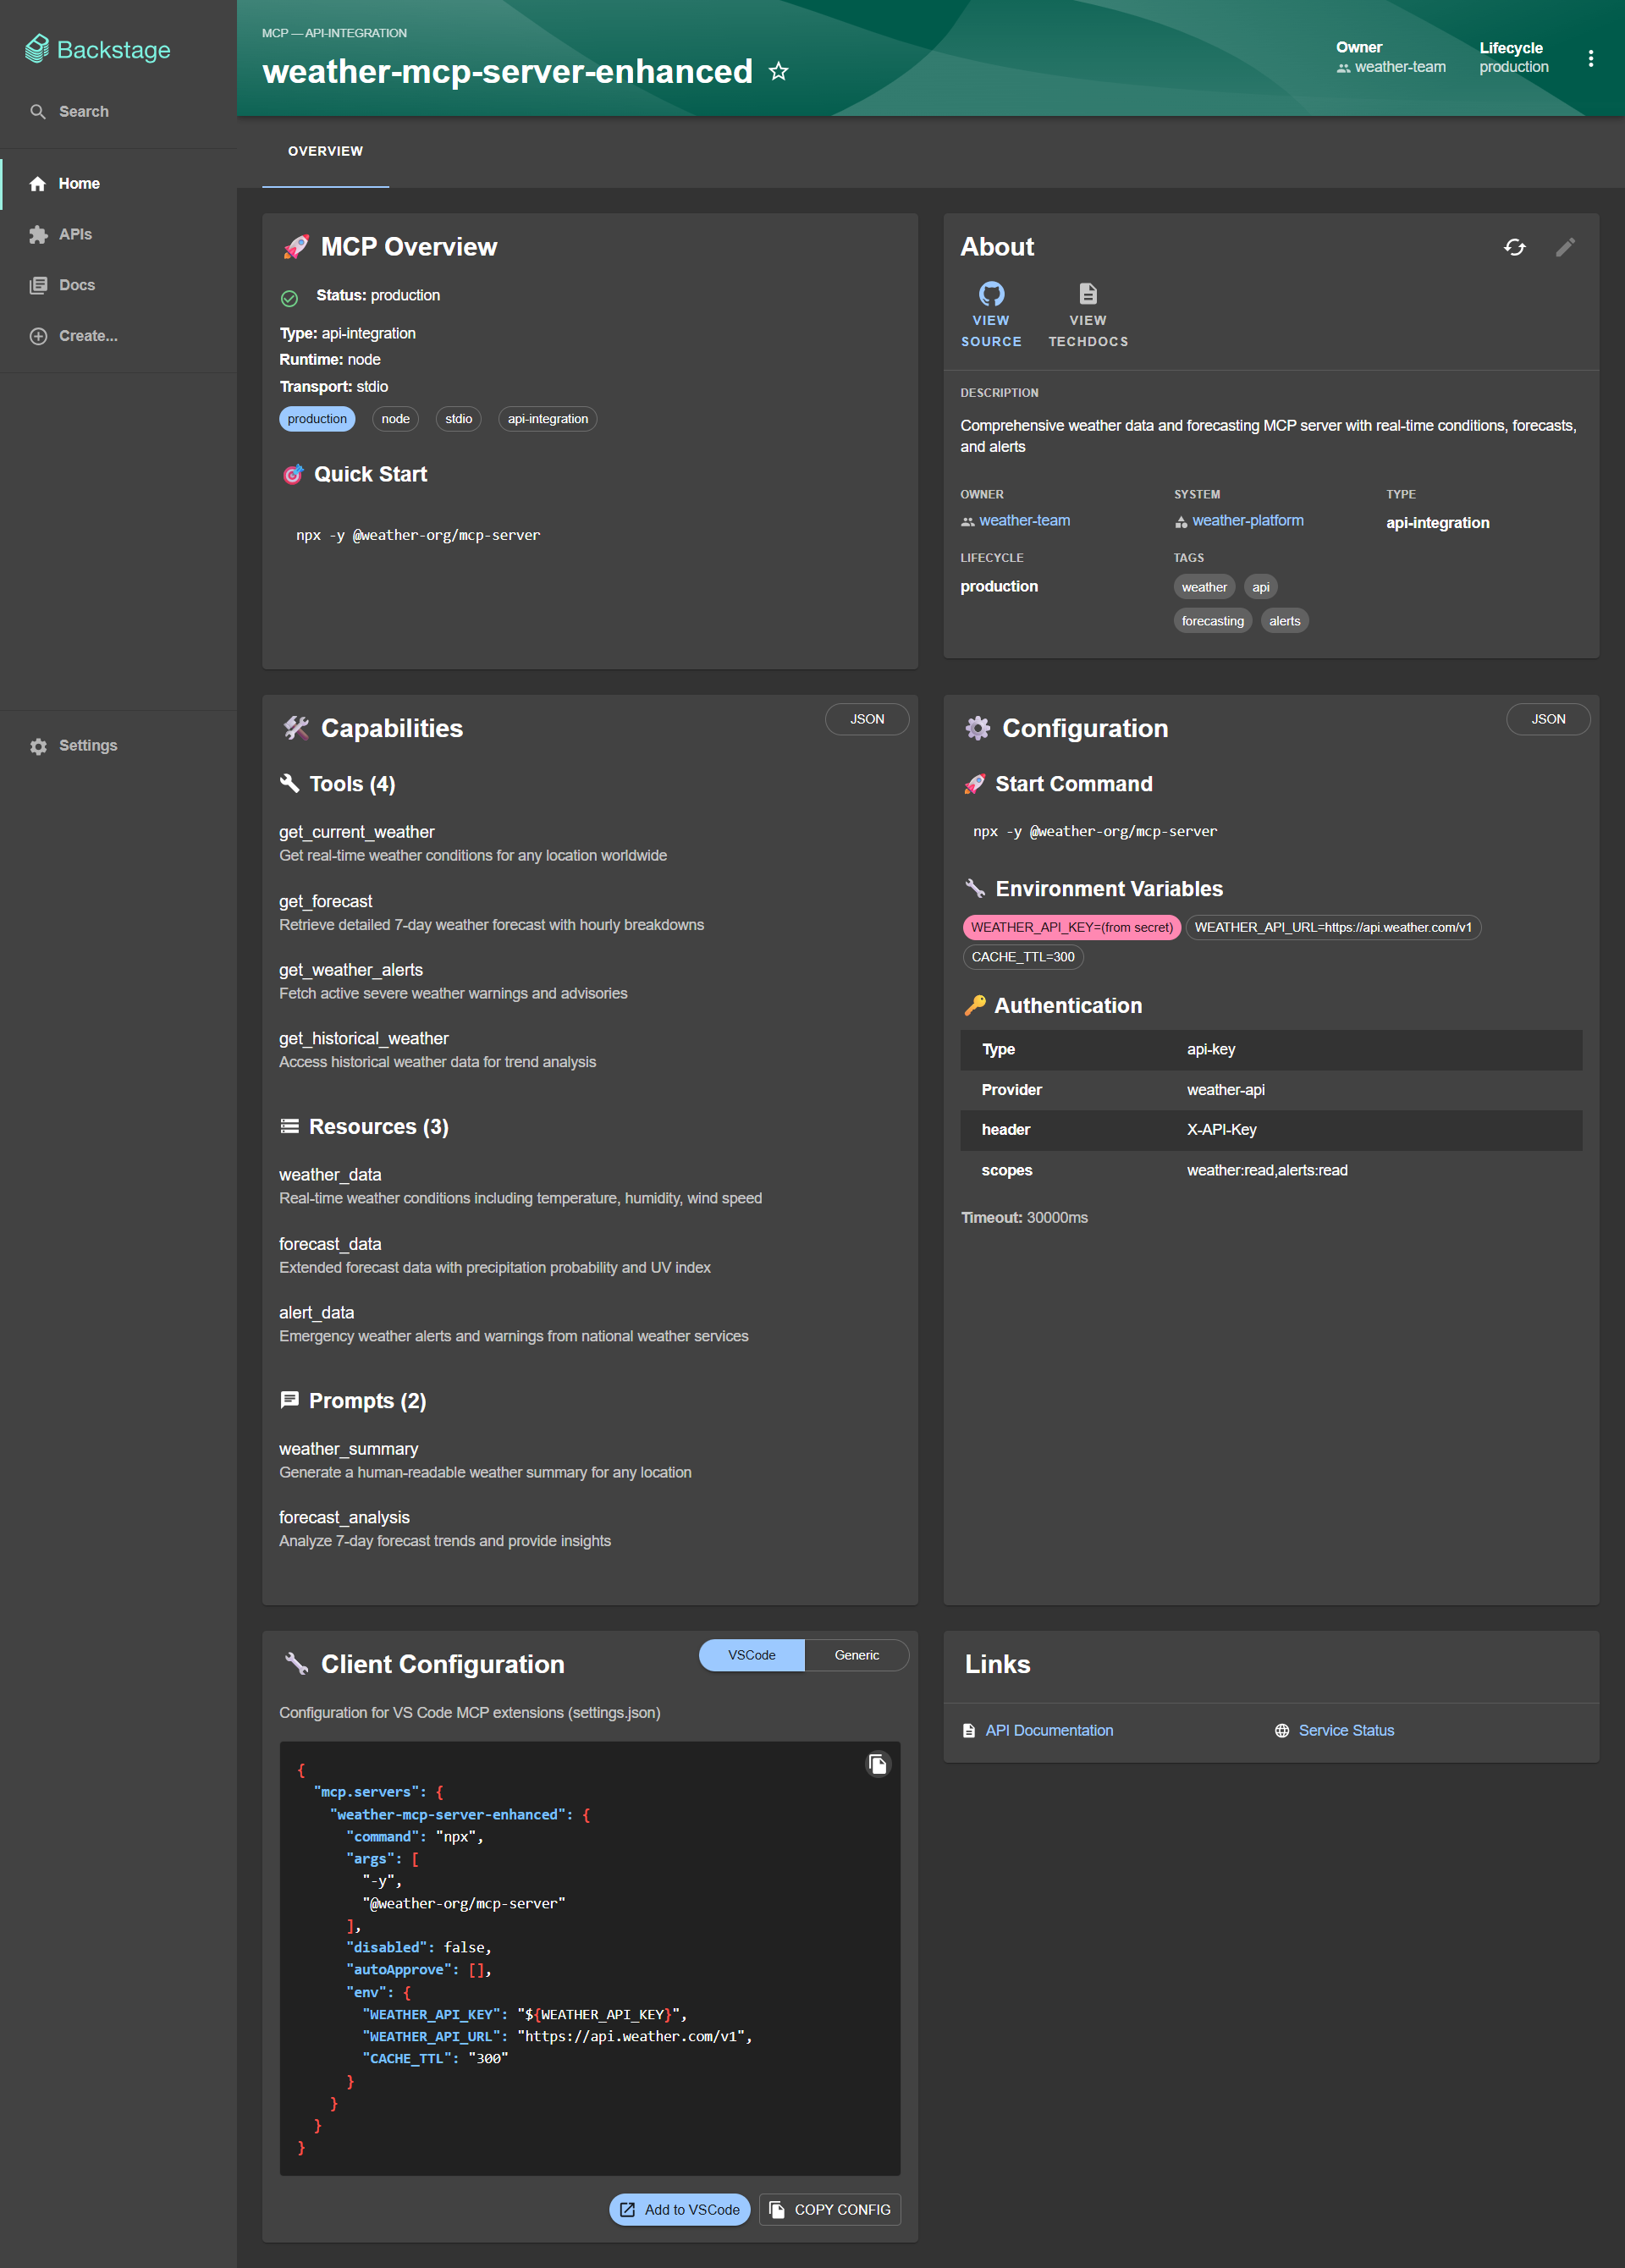 Backstage
Search
Home
APIs
Docs
Create...
Settings
MCP — API-INTEGRATION
weather-mcp-server-enhanced
Owner
weather-team
Lifecycle
production
OVERVIEW
MCP Overview
Status: production
Type: api-integration
Runtime: node
Transport: stdio
production node stdio api-integration
Quick Start
npx -y @weather-org/mcp-server
About
VIEW SOURCE
VIEW TECHDOCS
DESCRIPTION
Comprehensive weather data and forecasting MCP server with real-time conditions, forecasts,
and alerts
OWNER
weather-team
SYSTEM
weather-platform
TYPE
api-integration
LIFECYCLE
production
TAGS
weather api
forecasting alerts
Capabilities
JSON
Tools (4)
get_current_weather
Get real-time weather conditions for any location worldwide
get_forecast
Retrieve detailed 7-day weather forecast with hourly breakdowns
get_weather_alerts
Fetch active severe weather warnings and advisories
get_historical_weather
Access historical weather data for trend analysis
Resources (3)
weather_data
Real-time weather conditions including temperature, humidity, wind speed
forecast_data
Extended forecast data with precipitation probability and UV index
alert_data
Emergency weather alerts and warnings from national weather services
Prompts (2)
weather_summary
Generate a human-readable weather summary for any location
forecast_analysis
Analyze 7-day forecast trends and provide insights
Configuration
JSON
Start Command
npx -y @weather-org/mcp-server
Environment Variables
WEATHER_API_KEY=(from secret) WEATHER_API_URL=https://api.weather.com/v1
CACHE_TTL=300
Authentication
Type api-key
Provider weather-api
header X-API-Key
scopes weather:read,alerts:read
Timeout: 30000ms
Client Configuration
VSCode Generic
Configuration for VS Code MCP extensions (settings.json)
{
"mcp.servers": {
"weather-mcp-server-enhanced": {
"command": "npx",
"args": [
"-y",
"@weather-org/mcp-server"
],
"disabled": false,
"autoApprove": [],
"env": {
"WEATHER_API_KEY": "${WEATHER_API_KEY}",
"WEATHER_API_URL": "https://api.weather.com/v1",
"CACHE_TTL": "300"
}
}
}
}
Add to VSCode
COPY CONFIG
Links
API Documentation
Service Status